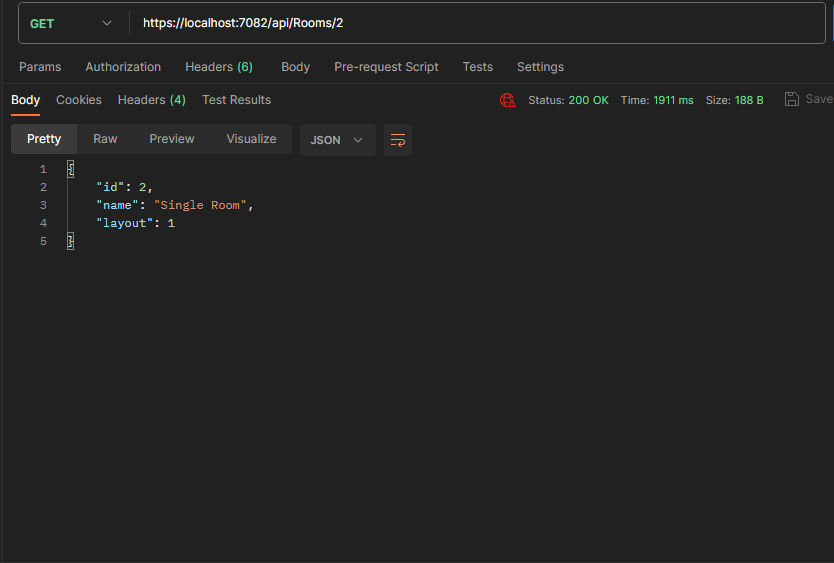 GET https://localhost:7082/api/Rooms/2
Params Authorization Headers (6) Body Pre-request Script Tests Settings
Body Cookies Headers (4) Test Results Status: 200 OK Time: 1911 ms Size: 188 B Save
Pretty Raw Preview Visualize JSON
1 {
2 "id": 2,
3 "name": "Single Room",
4 "layout": 1
5 }